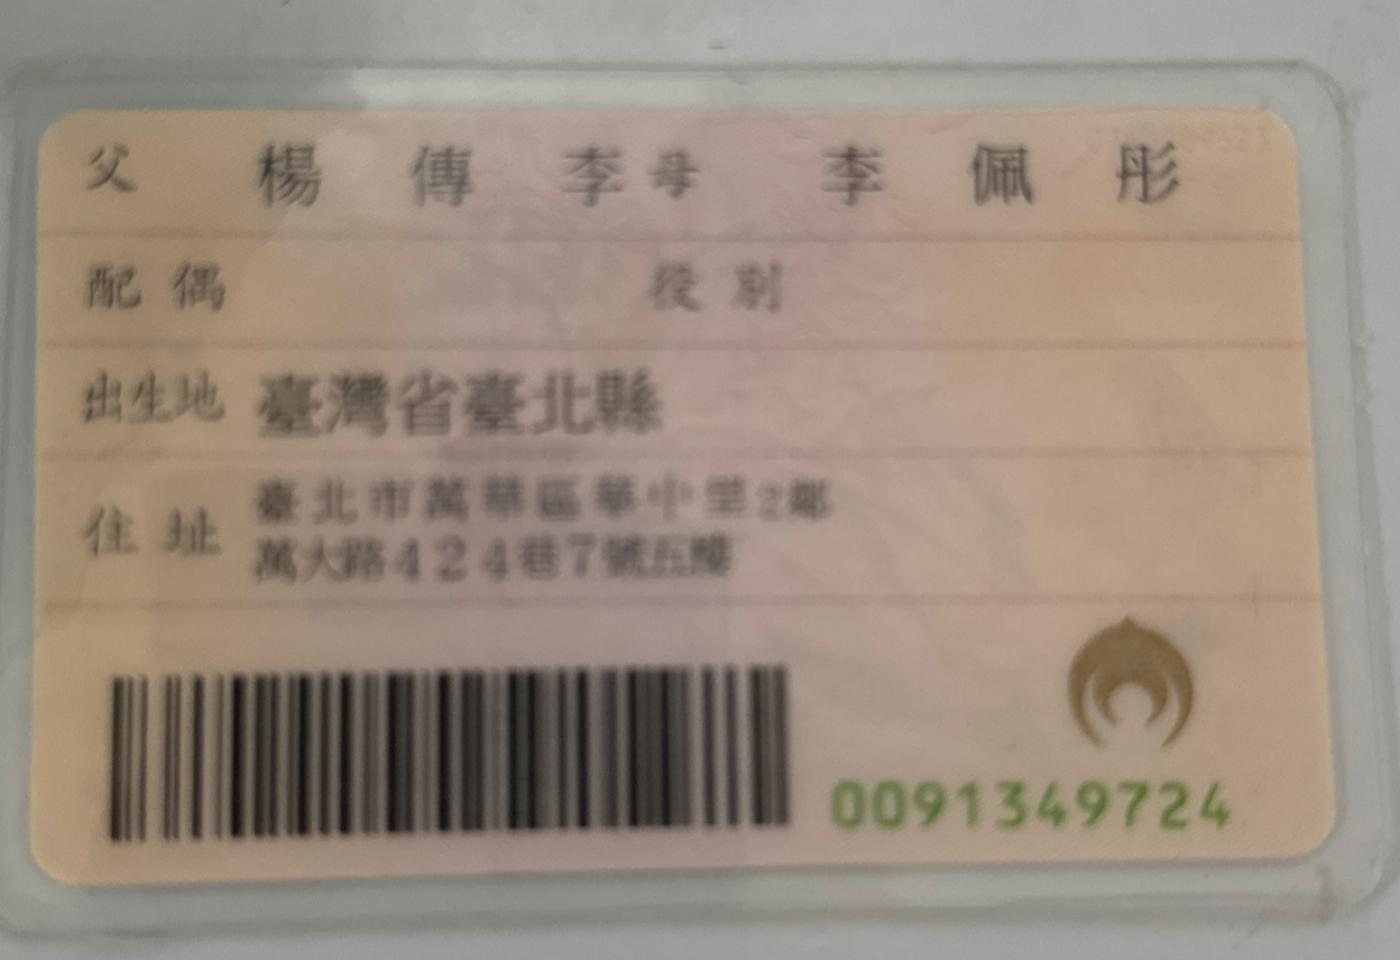 父 楊傳李 母 李佩彤
配偶 役別
出生地 臺灣省臺北縣
住址 臺北市萬華區華中里2鄰
萬大路424巷7號五樓
0091349724